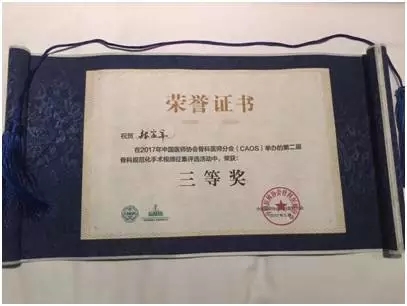 荣誉证书
祝贺
在2017年中国医师协会骨科医师分会（CAOS）举办的第二届
骨科规范化手术视频征集评选活动中，荣获：
三等奖